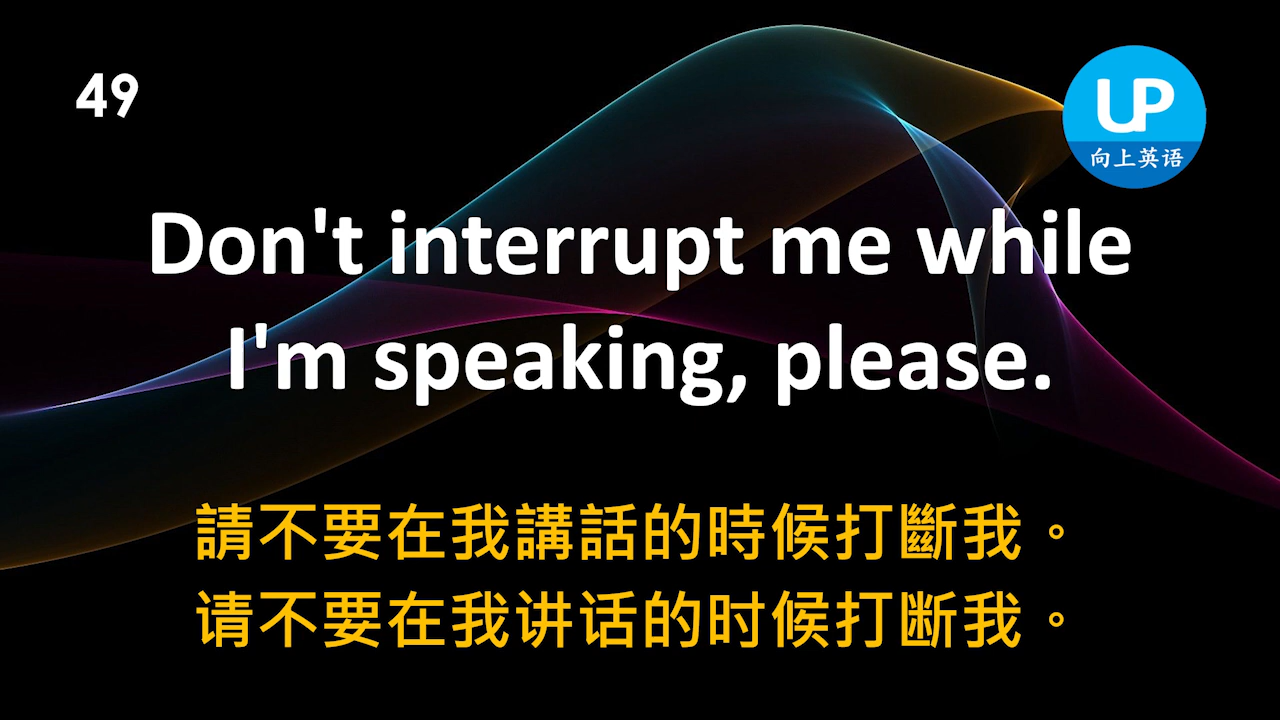 49
UP
向上英语
Don't interrupt me while
I'm speaking, please.
請不要在我講話的時候打斷我。
请不要在我讲话的时候打断我。